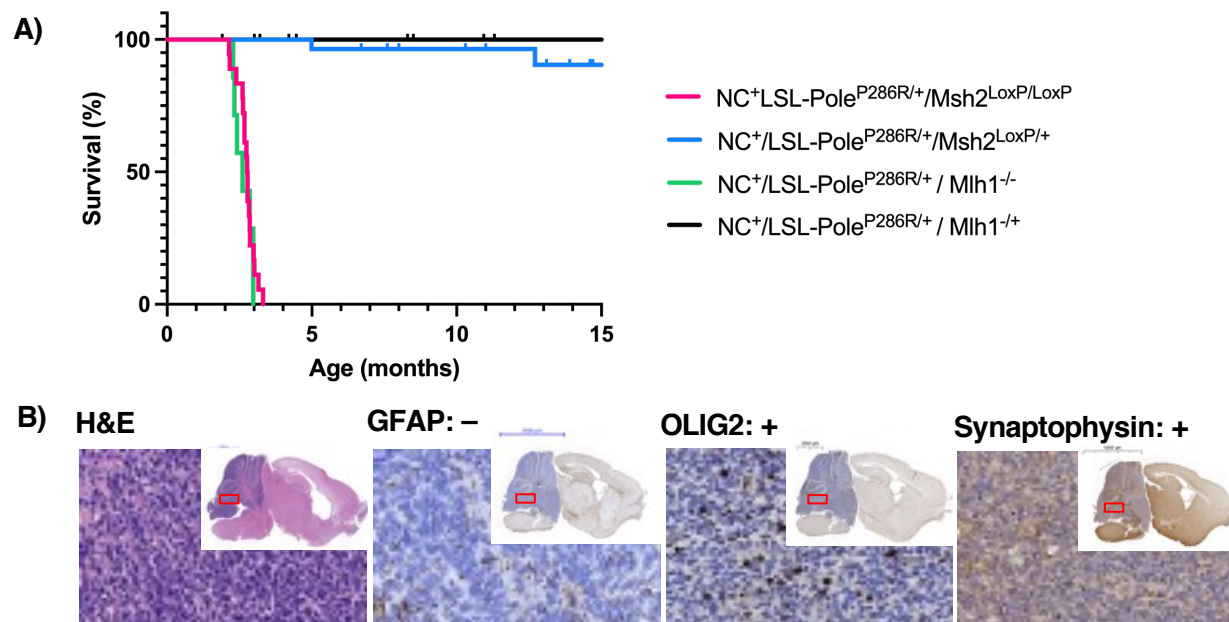 A)
100
50
0
Survival (%)
0 5 10 15
Age (months)
NC⁺LSL-Poleᴾ²⁸⁶ᴿ/⁺/Msh2ᴸᵒˣᴾ/ᴸᵒˣᴾ
NC⁺/LSL-Poleᴾ²⁸⁶ᴿ/⁺/Msh2ᴸᵒˣᴾ/⁺
NC⁺/LSL-Poleᴾ²⁸⁶ᴿ/⁺ / Mlh1⁻/⁻
NC⁺/LSL-Poleᴾ²⁸⁶ᴿ/⁺ / Mlh1⁻/⁺
B)
H&E
GFAP: –
OLIG2: +
Synaptophysin: +